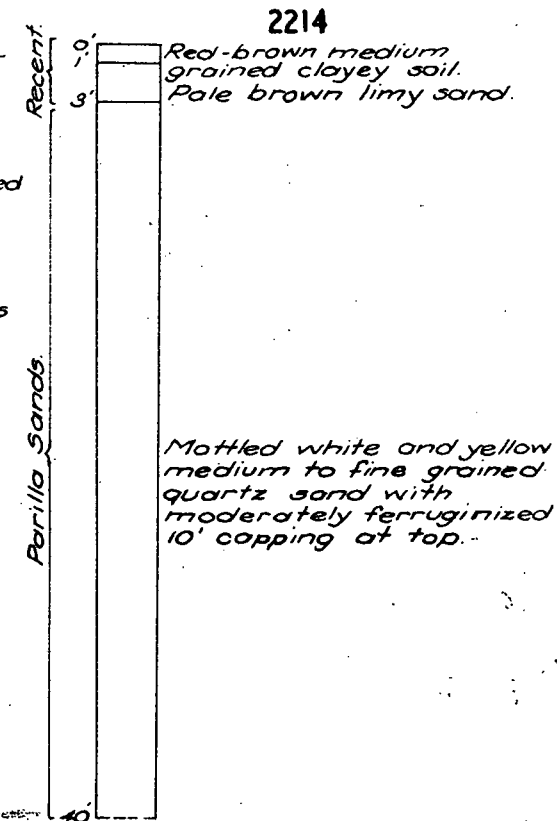 2214
Recent.
0'
1'
3'
Red-brown medium
grained clayey soil.
Pale brown limy sand.
ed
s
Parilla Sands.
Mottled white and yellow
medium to fine grained
quartz sand with
moderately ferruginized
10' capping at top.
40'